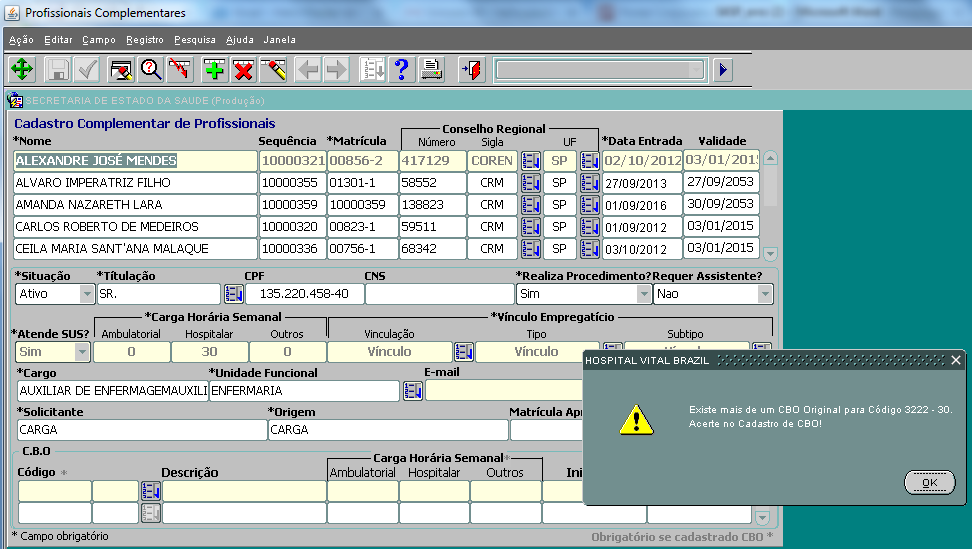 Profissionais Complementares
Ação Editar Campo Registro Pesquisa Ajuda Janela
SECRETARIA DE ESTADO DA SAUDE (Produção)
Cadastro Complementar de Profissionais
Conselho Regional
*Nome Sequência *Matrícula Número Sigla UF *Data Entrada Validade
ALEXANDRE JOSÉ MENDES 10000321 00856-2 417129 COREN SP 02/10/2012 03/01/201
ALVARO IMPERATRIZ FILHO 10000355 01301-1 58552 CRM SP 27/09/2013 27/09/2053
AMANDA NAZARETH LARA 10000359 10000359 138823 CRM SP 01/09/2016 30/09/2053
CARLOS ROBERTO DE MEDEIROS 10000320 00823-1 59511 CRM SP 01/09/2012 03/01/2015
CEILA MARIA SANT'ANA MALAQUE 10000336 00756-1 68342 CRM SP 03/10/2012 03/01/2015
*Situação *Títulação CPF CNS *Realiza Procedimento? Requer Assistente?
Ativo SR. 135.220.458-40 Sim Nao
*Carga Horária Semanal *Vínculo Empregatício
*Atende SUS? Ambulatorial Hospitalar Outros Vinculação Tipo Subtipo
Sim 0 30 0 Vínculo Vínculo
*Cargo *Unidade Funcional E-mail
AUXILIAR DE ENFERMAGEMAUXILI ENFERMARIA
*Solicitante *Origem Matrícula Apr
CARGA CARGA
C.B.O
Carga Horária Semanal*
Código * Descrição Ambulatorial Hospitalar Outros Ini
* Campo obrigatório Obrigatório se cadastrado CBO *
HOSPITAL VITAL BRAZIL
Existe mais de um CBO Original para Código 3222 - 30.
Acerte no Cadastro de CBO!
OK